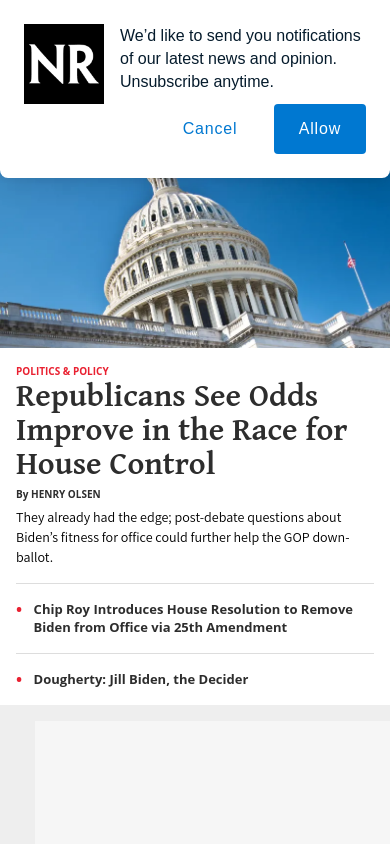 NR
We’d like to send you notifications
of our latest news and opinion.
Unsubscribe anytime.
Cancel
Allow
POLITICS & POLICY
Republicans See Odds
Improve in the Race for
House Control
By HENRY OLSEN
They already had the edge; post-debate questions about
Biden’s fitness for office could further help the GOP down-
ballot.
• Chip Roy Introduces House Resolution to Remove
Biden from Office via 25th Amendment
• Dougherty: Jill Biden, the Decider